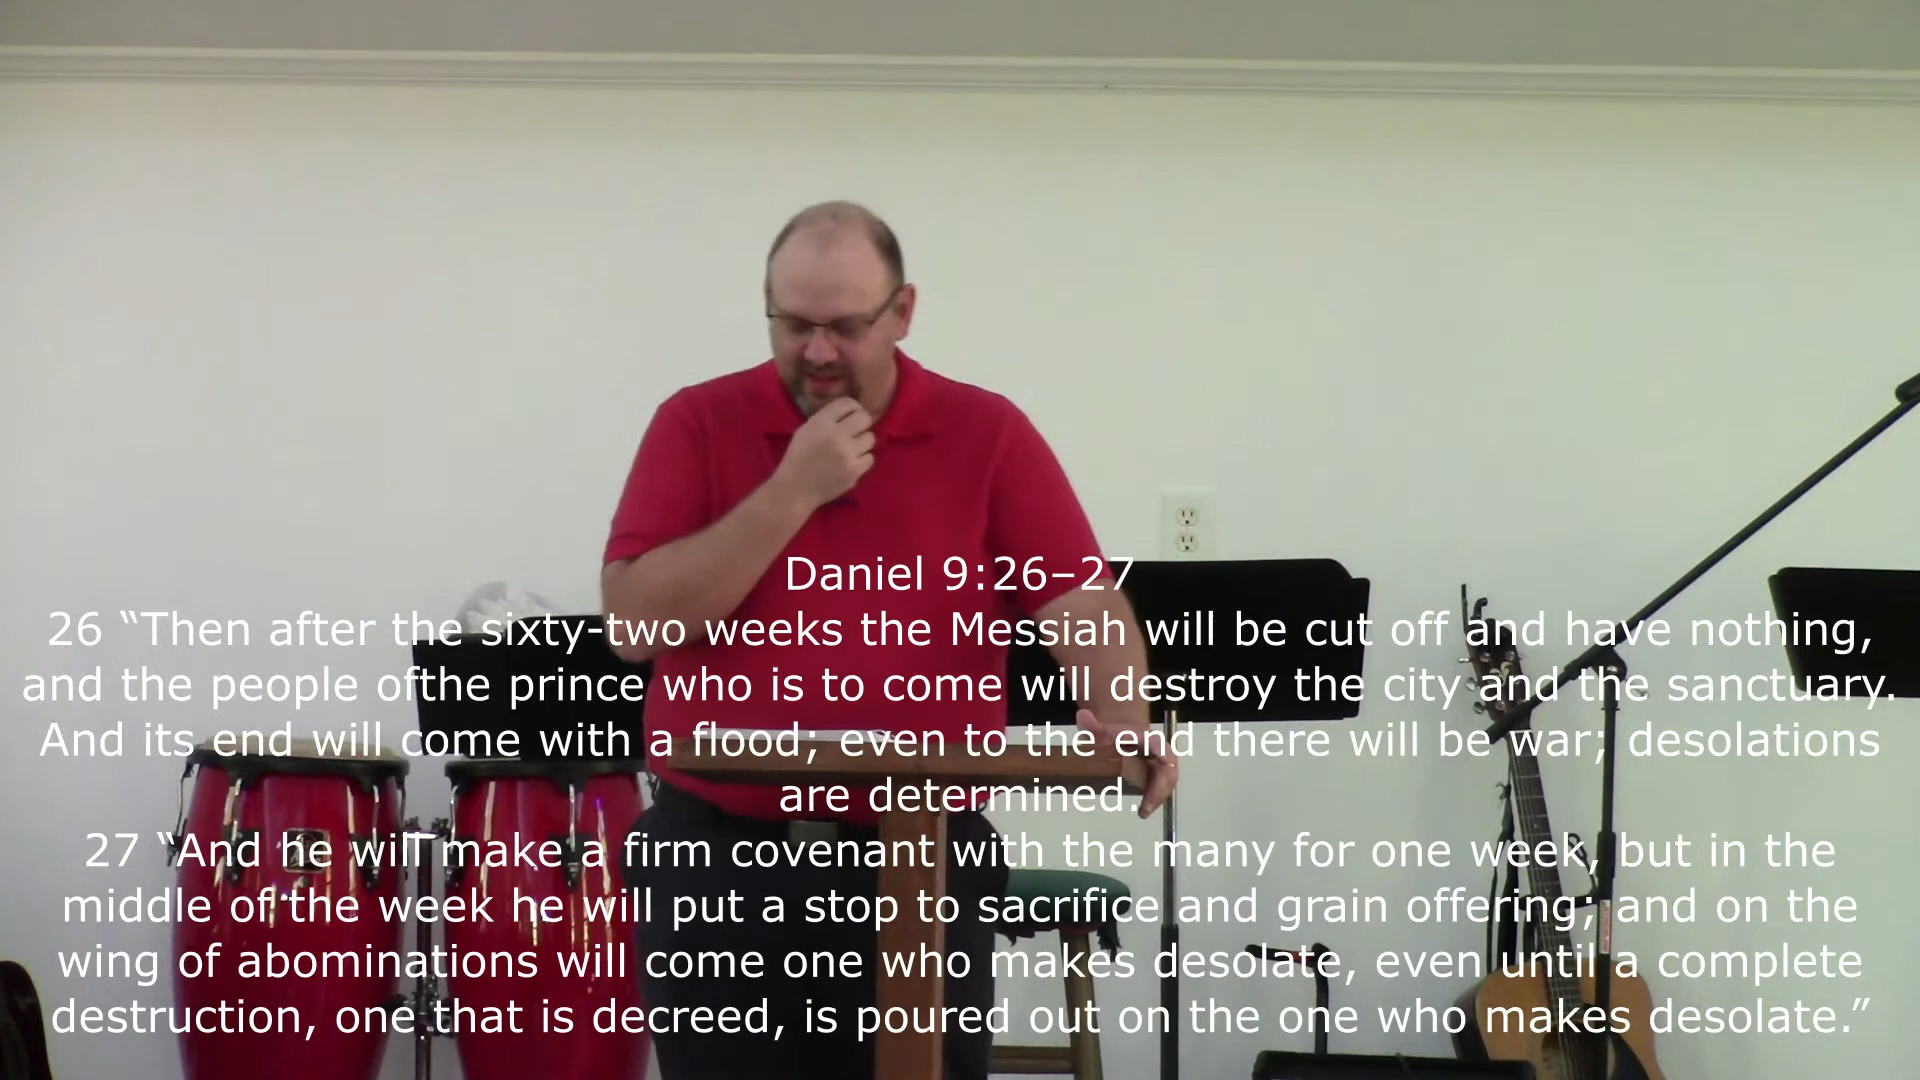 Daniel 9:26–27
26 “Then after the sixty-two weeks the Messiah will be cut off and have nothing,
and the people ofthe prince who is to come will destroy the city and the sanctuary.
And its end will come with a flood; even to the end there will be war; desolations
are determined.
27 “And he will make a firm covenant with the many for one week, but in the
middle of the week he will put a stop to sacrifice and grain offering; and on the
wing of abominations will come one who makes desolate, even until a complete
destruction, one that is decreed, is poured out on the one who makes desolate.”